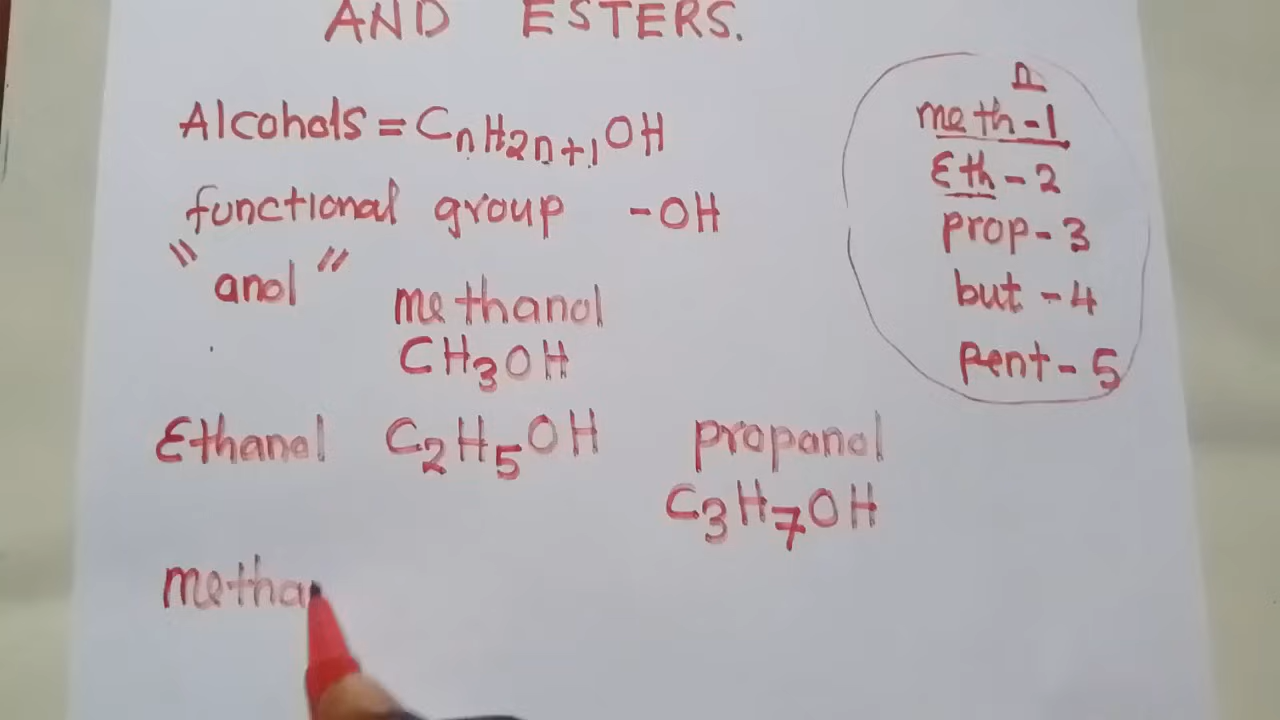 AND ESTERS.
Alcohols = CnH2n+1OH
functional group -OH
"anol"
methanol
CH3OH
Ethanol C2H5OH
propanol
C3H7OH
metha
n
meth-1
Eth-2
prop-3
but-4
pent-5